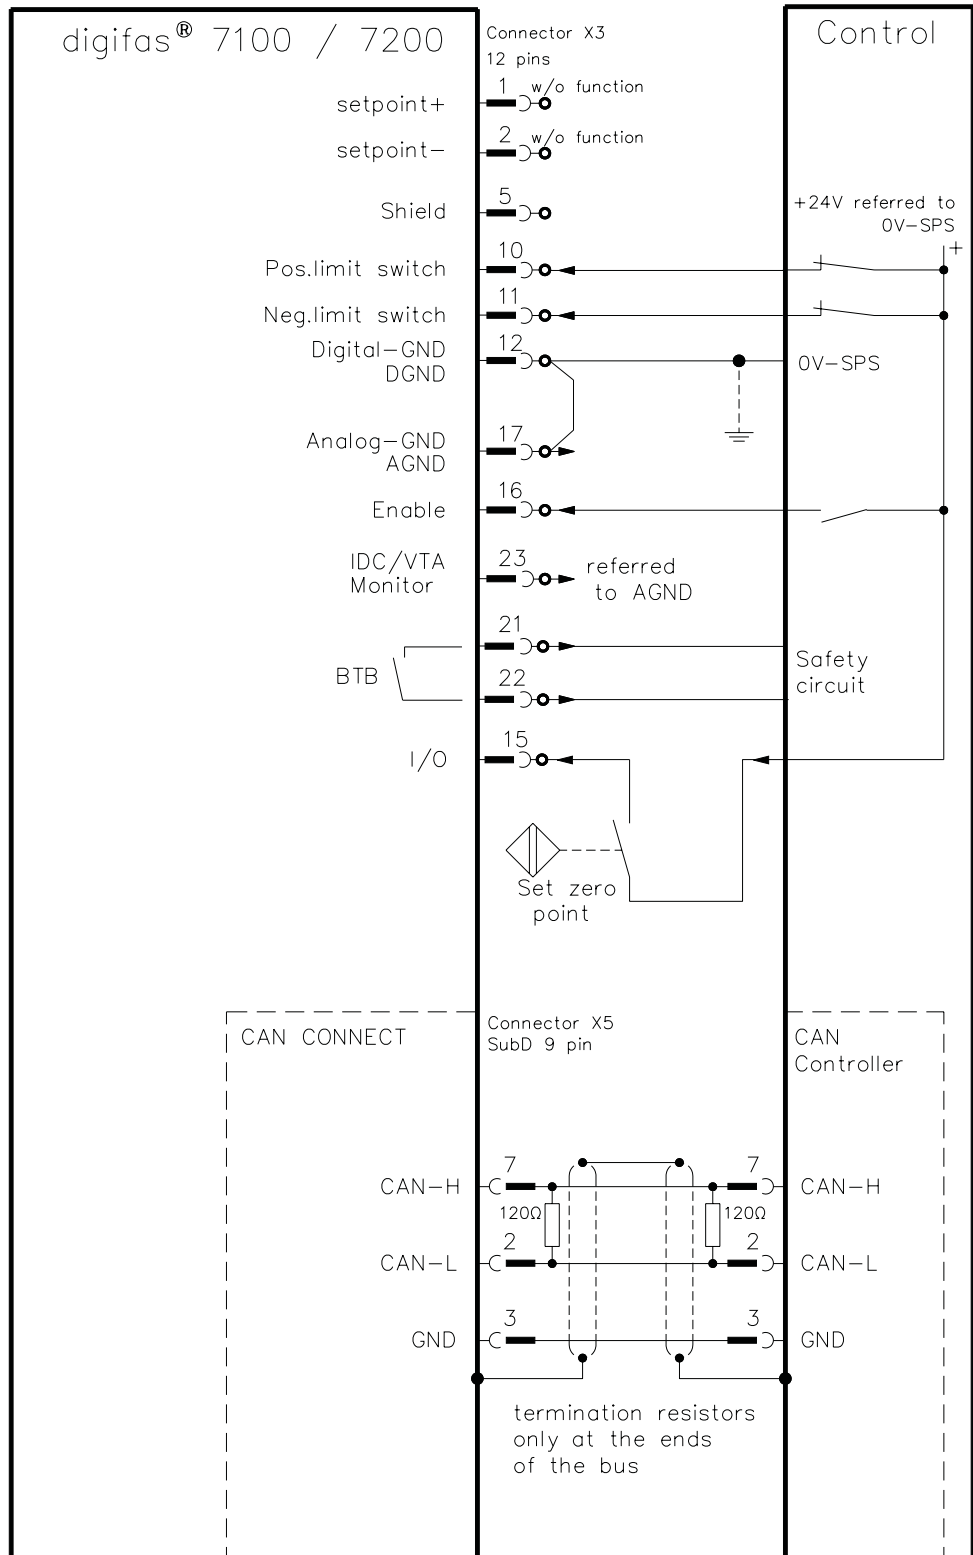 digifas® 7100 / 7200
Connector X3
12 pins
Control
setpoint+
1
w/o function
setpoint-
2
w/o function
Shield
5
+24V referred to
0V-SPS
+
Pos.limit switch
10
Neg.limit switch
11
Digital-GND
DGND
12
0V-SPS
Analog-GND
AGND
17
Enable
16
IDC/VTA
Monitor
23
referred
to AGND
BTB
21
22
Safety
circuit
I/O
15
Set zero
point
CAN CONNECT
Connector X5
SubD 9 pin
CAN
Controller
CAN-H
7
7
CAN-H
120Ω
120Ω
CAN-L
2
2
CAN-L
GND
3
3
GND
termination resistors
only at the ends
of the bus